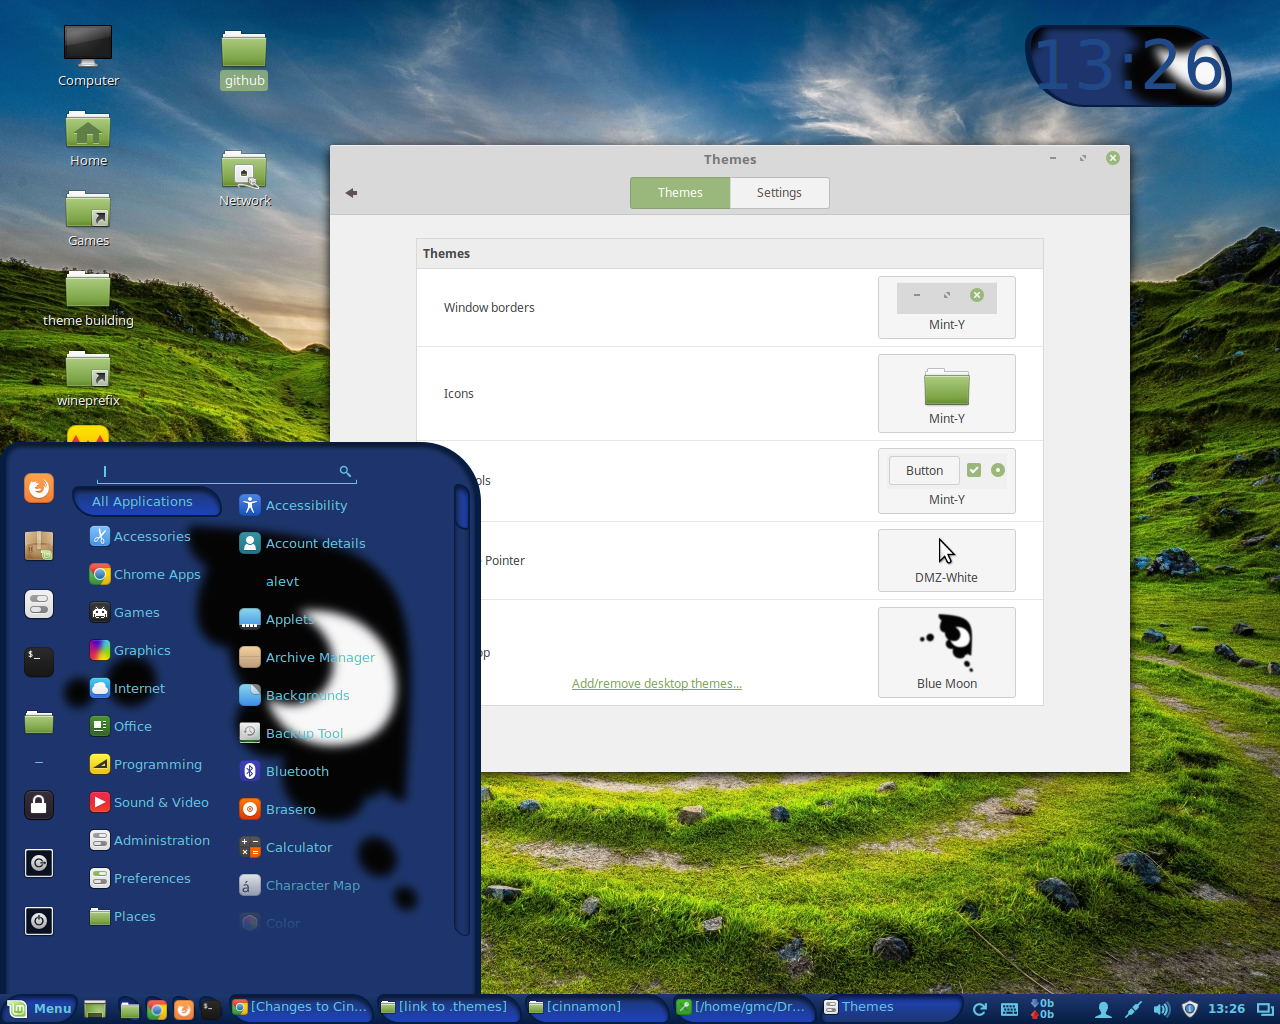 Computer
github
13:26
Home
Network
Games
theme building
wineprefix
Themes
Themes
Settings
Themes
Window borders
Mint-Y
Icons
Mint-Y
ols
Button
Mint-Y
Pointer
DMZ-White
op
Add/remove desktop themes...
Blue Moon
All Applications
Accessories
Chrome Apps
Games
Graphics
Internet
Office
Programming
Sound & Video
Administration
Preferences
Places
Accessibility
Account details
alevt
Applets
Archive Manager
Backgrounds
Backup Tool
Bluetooth
Brasero
Calculator
Character Map
Color
Menu
[Changes to Cin...
[link to .themes]
[cinnamon]
[/home/gmc/Dr...
Themes
0b
0b
13:26